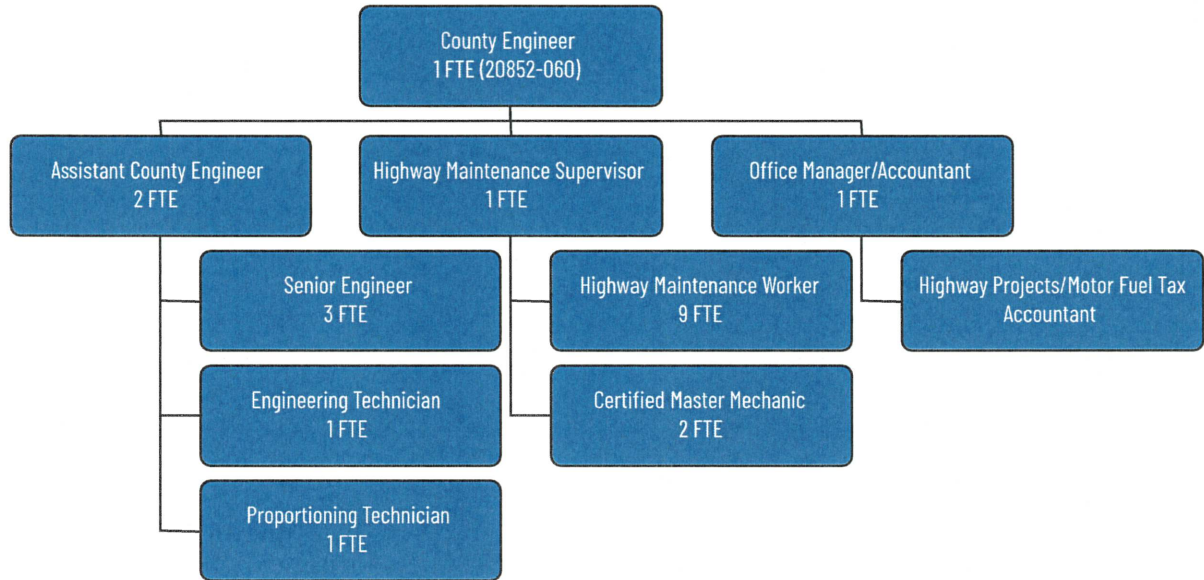 County Engineer
1 FTE (20852-060)
Assistant County Engineer
2 FTE
Highway Maintenance Supervisor
1 FTE
Office Manager/Accountant
1 FTE
Senior Engineer
3 FTE
Highway Maintenance Worker
9 FTE
Highway Projects/Motor Fuel Tax
Accountant
Engineering Technician
1 FTE
Certified Master Mechanic
2 FTE
Proportioning Technician
1 FTE